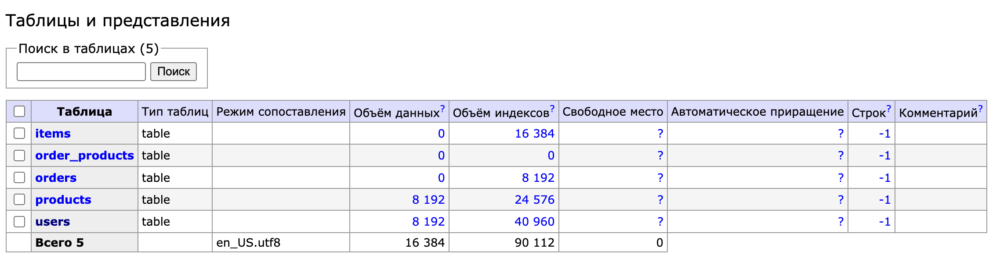 Таблицы и представления
Поиск в таблицах (5)
Поиск
Таблица Тип таблиц Режим сопоставления Объём данных? Объём индексов? Свободное место Автоматическое приращение Строк? Комментарий?
items table 0 16 384 ? ? -1
order_products table 0 0 ? ? -1
orders table 0 8 192 ? ? -1
products table 8 192 24 576 ? ? -1
users table 8 192 40 960 ? ? -1
Всего 5 en_US.utf8 16 384 90 112 0